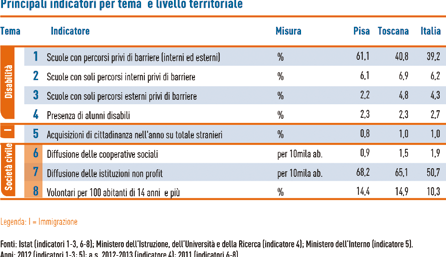 Principali indicatori per tema e livello territoriale
Tema Indicatore Misura Pisa Toscana Italia
Disabilità
1 Scuole con percorsi privi di barriere (interni ed esterni) % 61,1 40,8 39,2
2 Scuole con soli percorsi interni privi di barriere % 6,1 6,9 6,2
3 Scuole con soli percorsi esterni privi di barriere % 2,2 4,8 4,3
4 Presenza di alunni disabili % 2,3 2,3 2,7
I
5 Acquisizioni di cittadinanza nell'anno su totale stranieri % 0,8 1,0 1,0
Società civile
6 Diffusione delle cooperative sociali per 10mila ab. 0,9 1,5 1,9
7 Diffusione delle istituzioni non profit per 10mila ab. 68,2 65,1 50,7
8 Volontari per 100 abitanti di 14 anni e più % 14,4 14,9 10,3
Legenda: I = Immigrazione
Fonti: Istat (indicatori 1-3, 6-8); Ministero dell'Istruzione, dell'Università e della Ricerca (indicatore 4); Ministero dell'Interno (indicatore 5).
Anni: 2012 (indicatori 1-3; 5); a.s. 2012-2013 (indicatore 4); 2011 (indicatori 6-8)